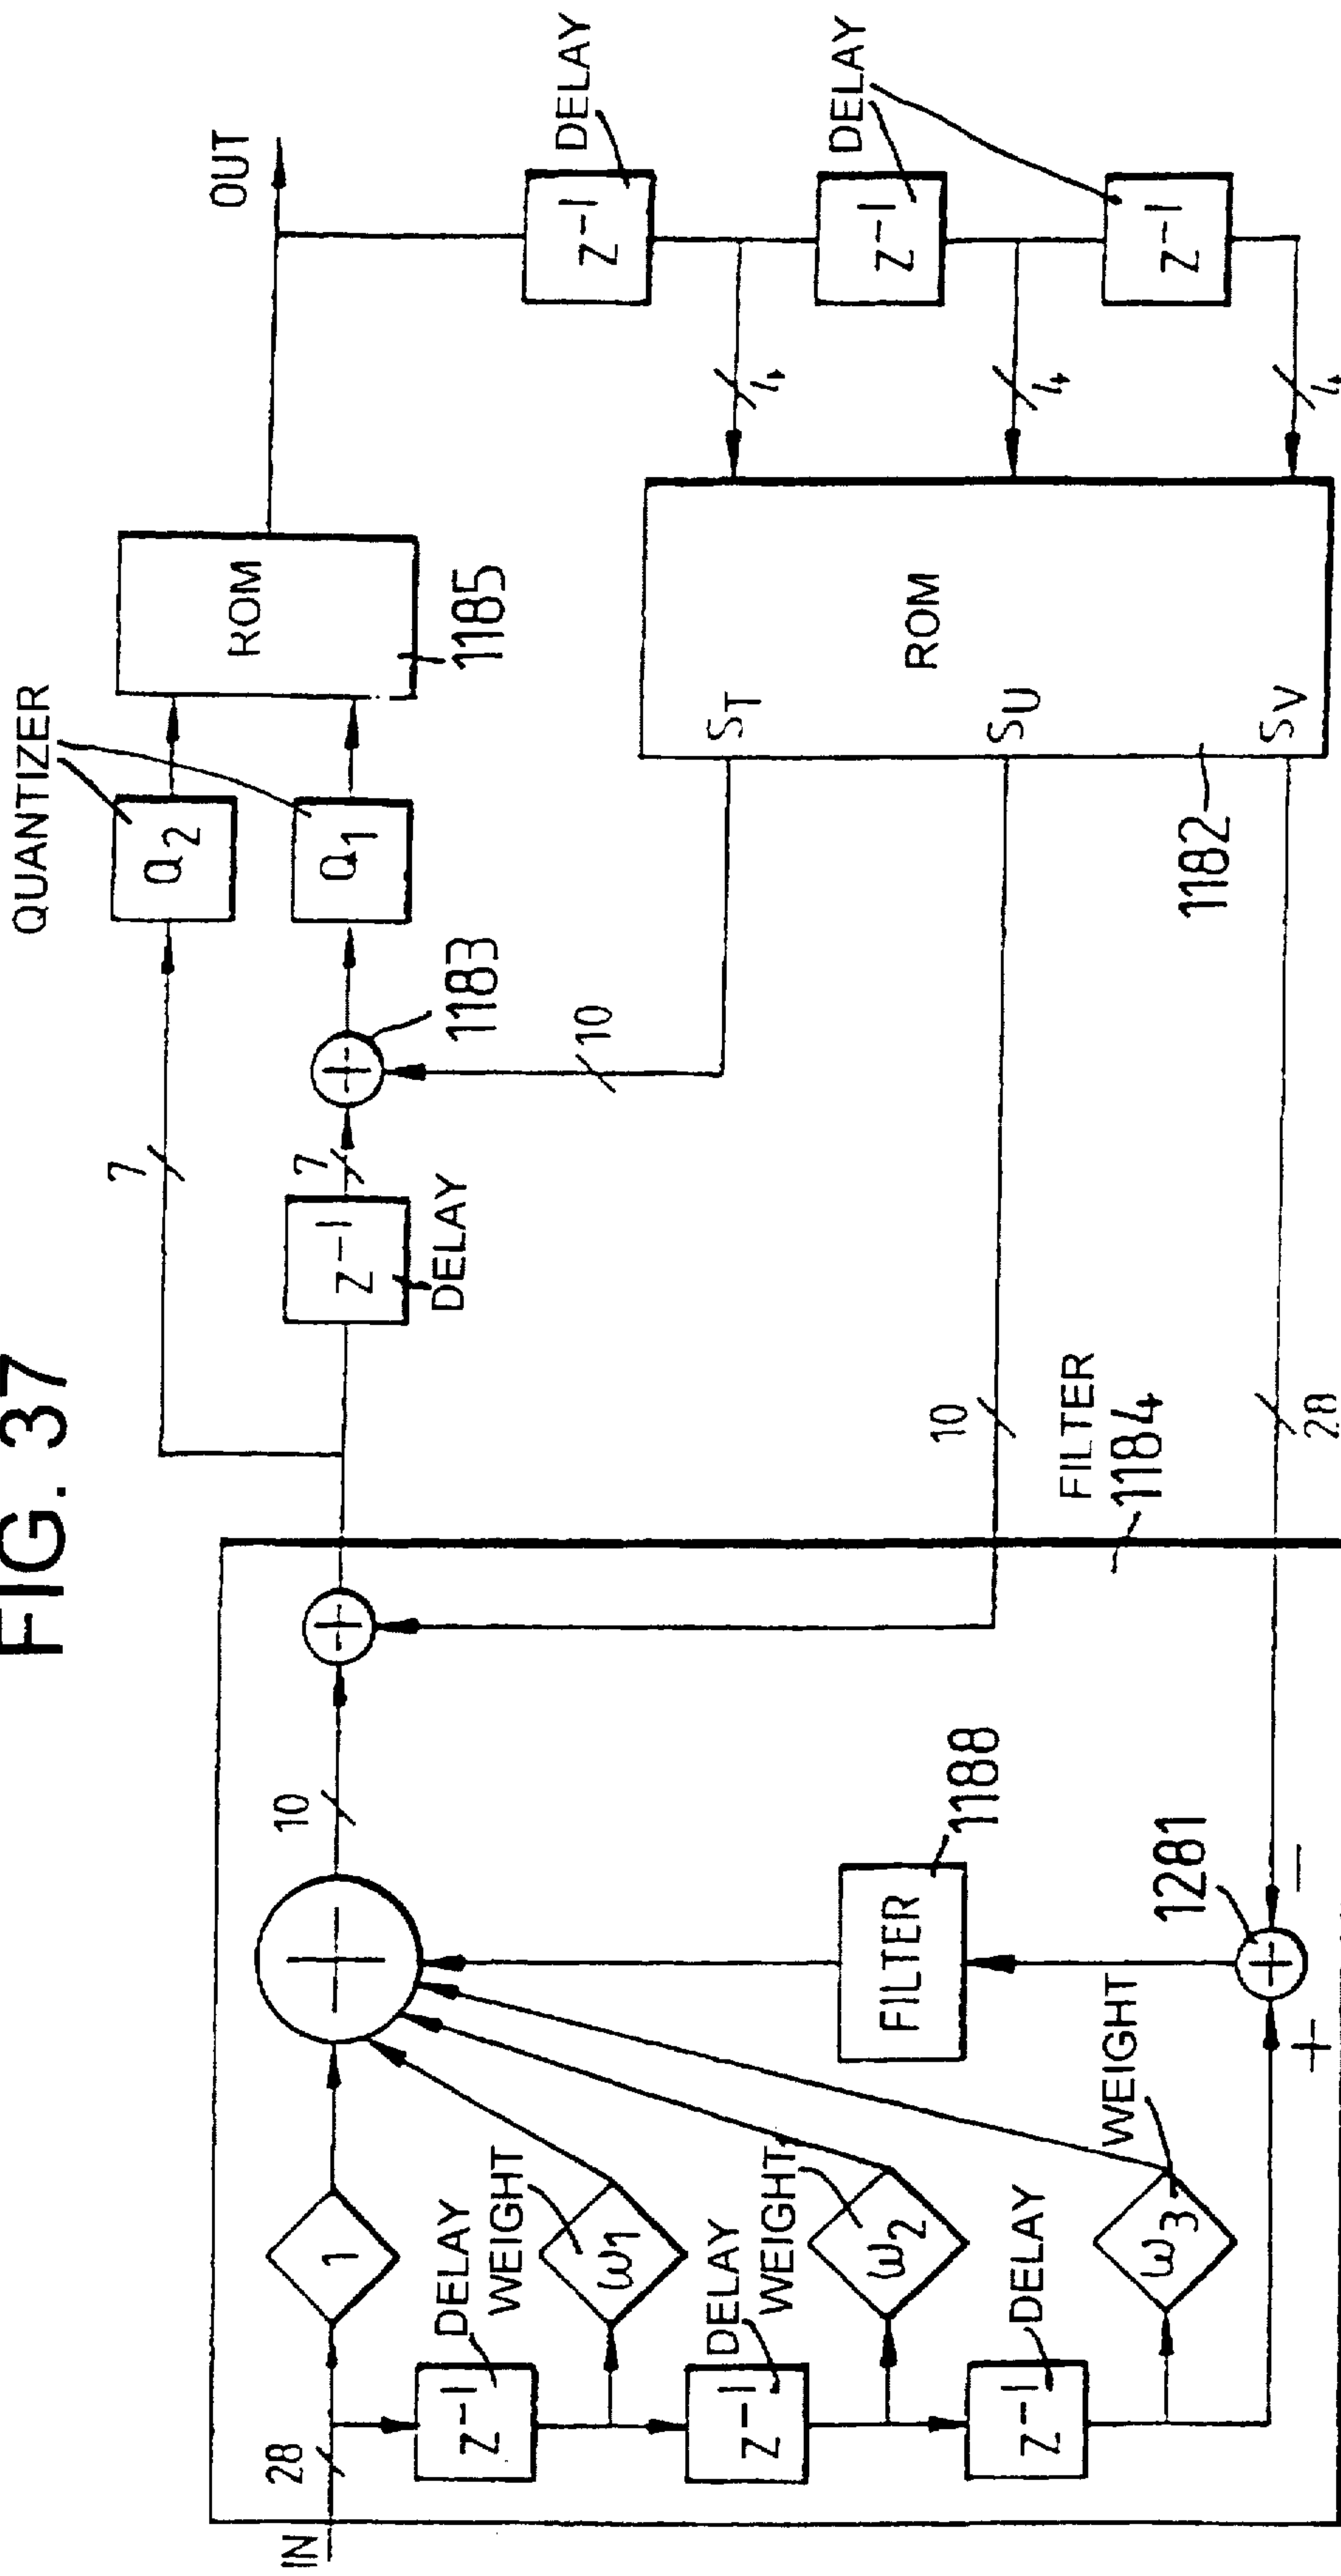 FIG. 37
QUANTIZER
Q2
Q1
ROM
1185
OUT
7
7
Z-1
DELAY
1183
10
10
IN
28
1
Z-1
DELAY
WEIGHT
ω1
Z-1
DELAY
WEIGHT
ω2
Z-1
DELAY
WEIGHT
ω3
FILTER
1188
1281
+
−
FILTER
1184
10
28
ROM
ST
SU
SV
1182
4
4
4
Z-1
DELAY
Z-1
DELAY
Z-1